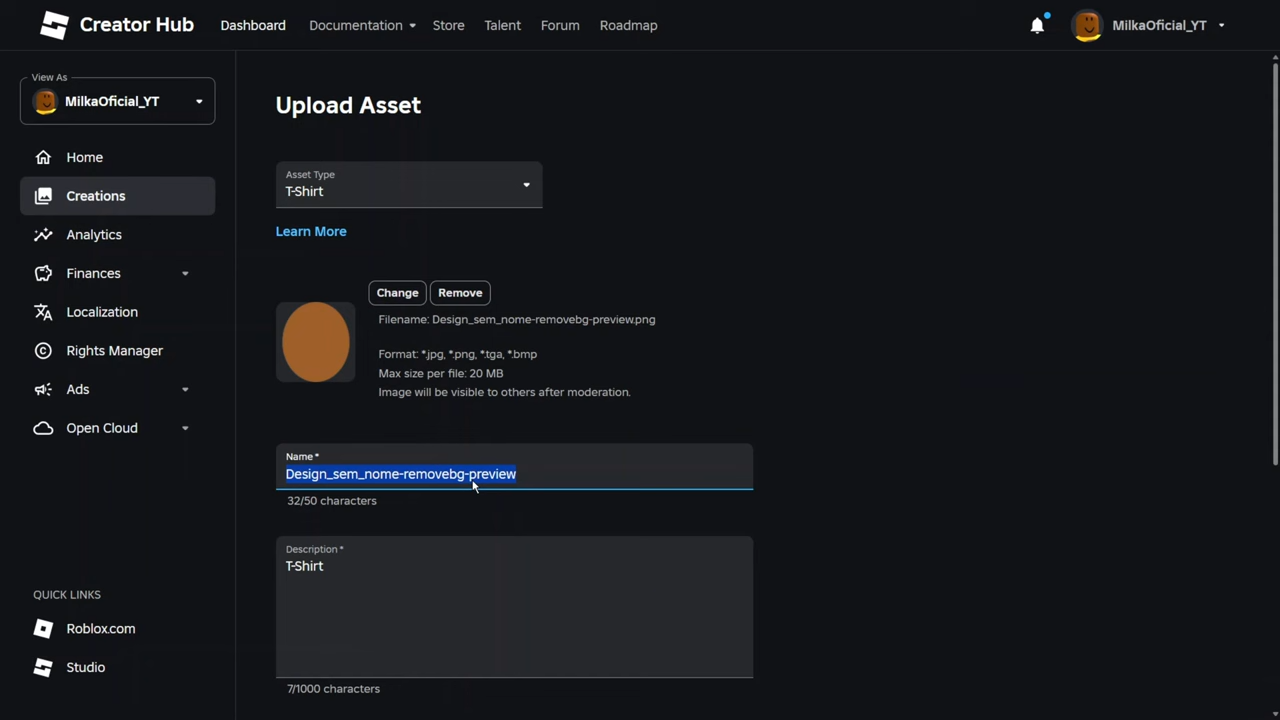 Creator Hub
Dashboard
Documentation
Store
Talent
Forum
Roadmap
MilkaOficial_YT
View As
MilkaOficial_YT
Home
Creations
Analytics
Finances
Localization
Rights Manager
Ads
Open Cloud
QUICK LINKS
Roblox.com
Studio
Upload Asset
Asset Type
T-Shirt
Learn More
Change
Remove
Filename: Design_sem_nome-removebg-preview.png
Format: *.jpg, *.png, *.tga, *.bmp
Max size per file: 20 MB
Image will be visible to others after moderation.
Name *
Design_sem_nome-removebg-preview
32/50 characters
Description *
T-Shirt
7/1000 characters